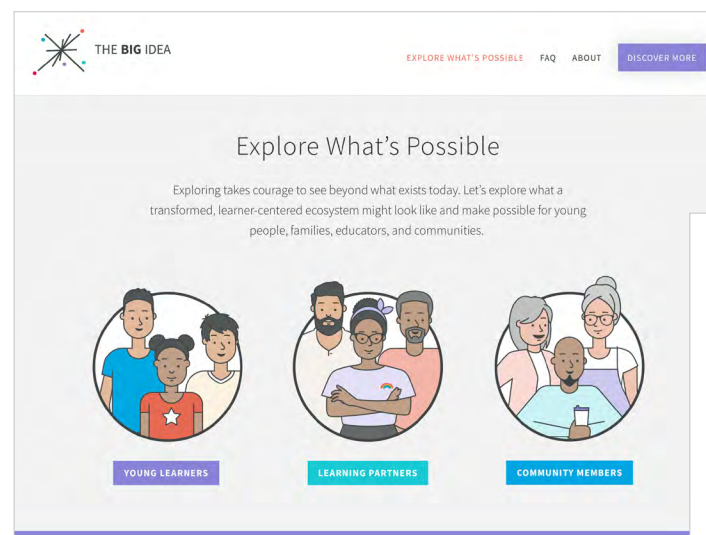 THE BIG IDEA
EXPLORE WHAT'S POSSIBLE FAQ ABOUT DISCOVER MORE
Explore What's Possible
Exploring takes courage to see beyond what exists today. Let's explore what a
transformed, learner-centered ecosystem might look like and make possible for young
people, families, educators, and communities.
YOUNG LEARNERS LEARNING PARTNERS COMMUNITY MEMBERS